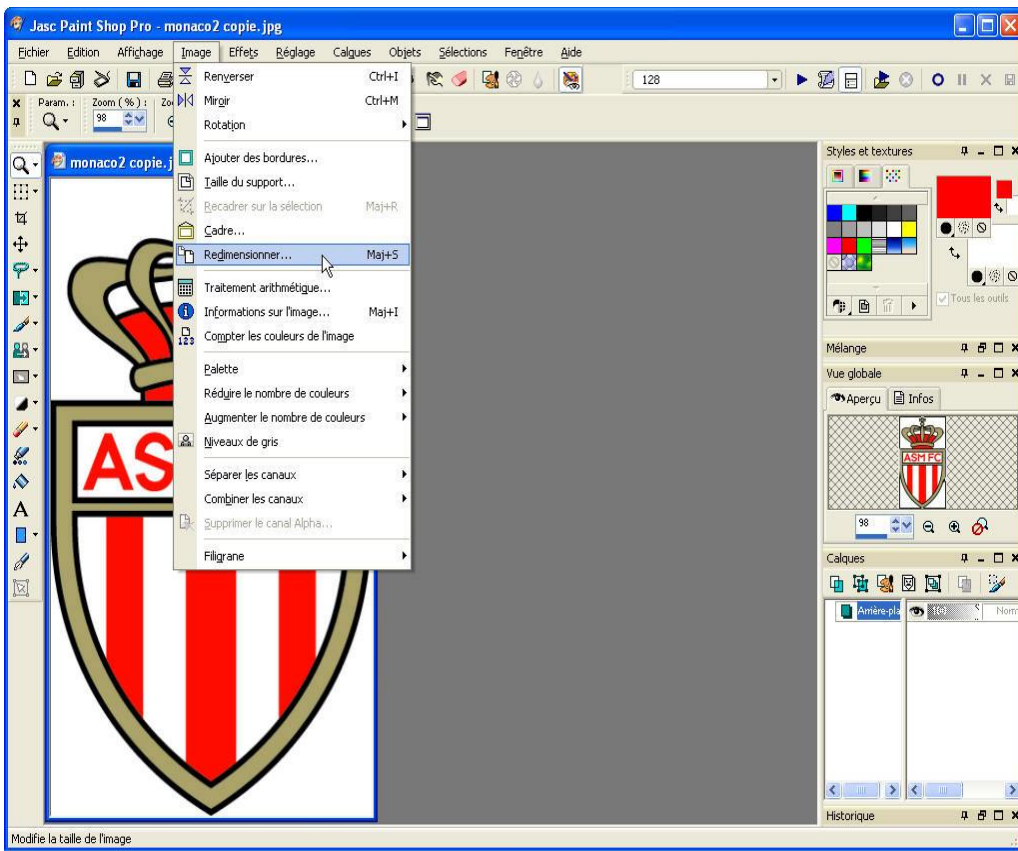 Jasc Paint Shop Pro - monaco2 copie.jpg
Fichier Edition Affichage Image Effets Réglage Calques Objets Sélections Fenêtre Aide
128
Param. : Zoom ( % ) :
98
monaco2 copie.j
Renverser Ctrl+I
Miroir Ctrl+M
Rotation
Ajouter des bordures...
Taille du support...
Recadrer sur la sélection Maj+R
Cadre...
Redimensionner... Maj+S
Traitement arithmétique...
Informations sur l'image... Maj+I
Compter les couleurs de l'image
Palette
Réduire le nombre de couleurs
Augmenter le nombre de couleurs
Niveaux de gris
Séparer les canaux
Combiner les canaux
Supprimer le canal Alpha...
Filigrane
AS
Styles et textures
Tous les outils
Mélange
Vue globale
Aperçu Infos
ASM FC
98
Calques
Arrière-pla
Norm
Historique
Modifie la taille de l'image